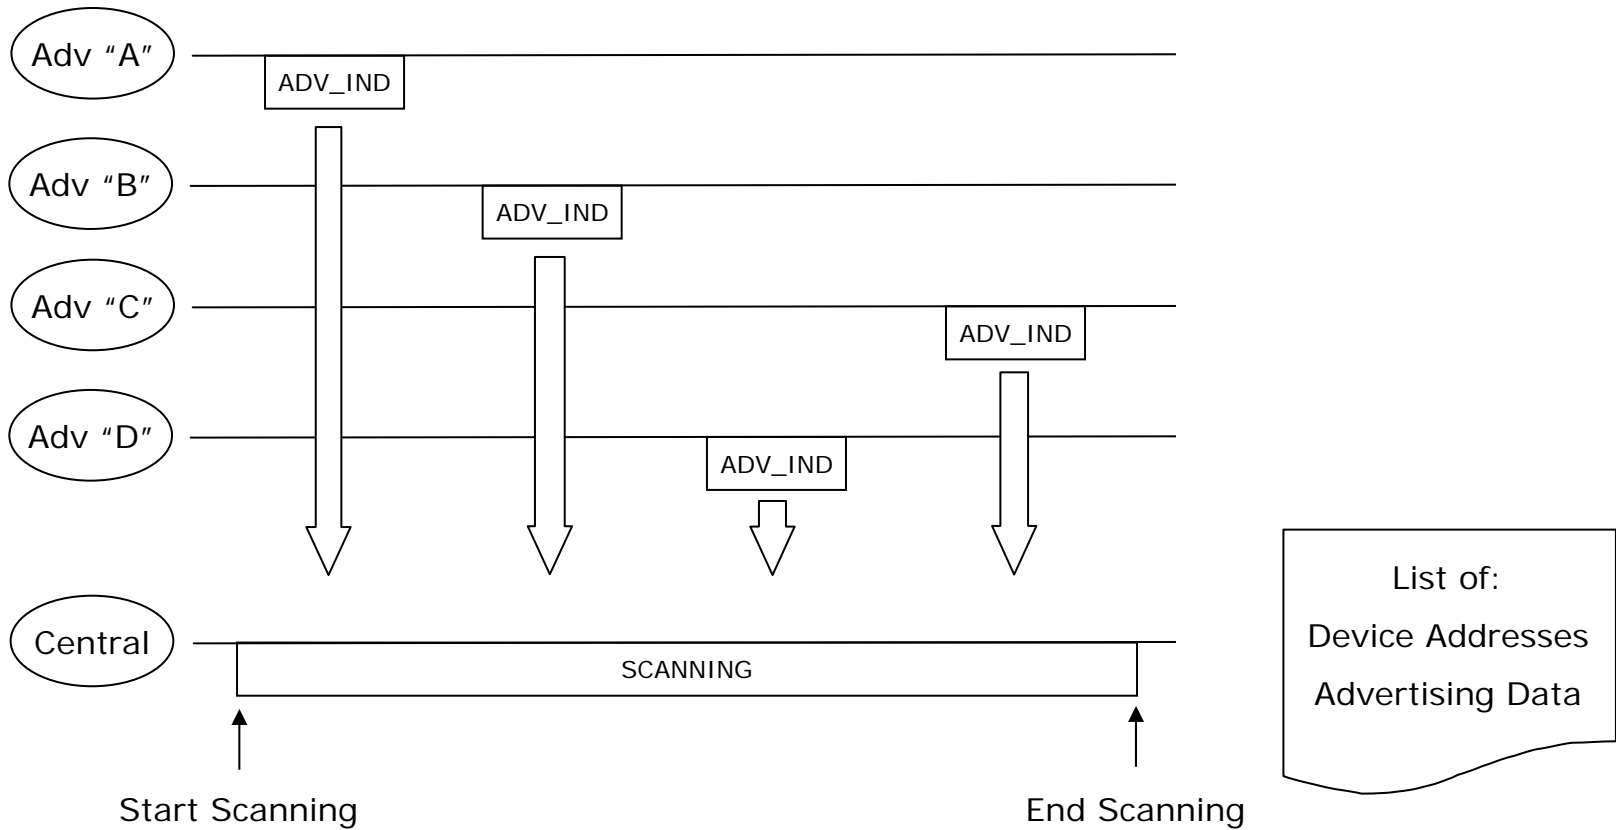 Adv “A”
ADV_IND
Adv “B”
ADV_IND
Adv “C”
ADV_IND
Adv “D”
ADV_IND
Central
SCANNING
Start Scanning
End Scanning
List of:
Device Addresses
Advertising Data